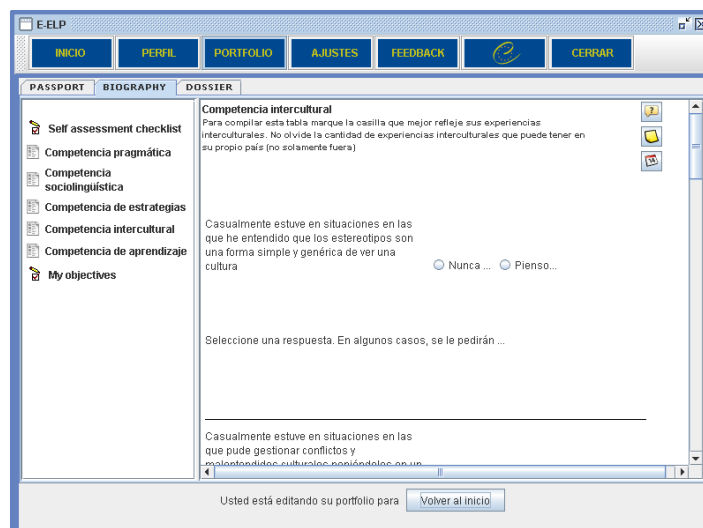 E-ELP
INICIO
PERFIL
PORTFOLIO
AJUSTES
FEEDBACK
CERRAR
PASSPORT
BIOGRAPHY
DOSSIER
Self assessment checklist
Competencia pragmática
Competencia
sociolingüística
Competencia de estrategias
Competencia intercultural
Competencia de aprendizaje
My objectives
Competencia intercultural
Para compilar esta tabla marque la casilla que mejor refleje sus experiencias
interculturales. No olvide la cantidad de experiencias interculturales que puede tener en
su propio país (no solamente fuera)
Casualmente estuve en situaciones en las
que he entendido que los estereotipos son
una forma simple y genérica de ver una
cultura
Nunca ...
Pienso...
Seleccione una respuesta. En algunos casos, se le pedirán ...
Casualmente estuve en situaciones en las
que pude gestionar conflictos y
malentendidos culturales poniéndolos en un
Usted está editando su portfolio para
Volver al inicio